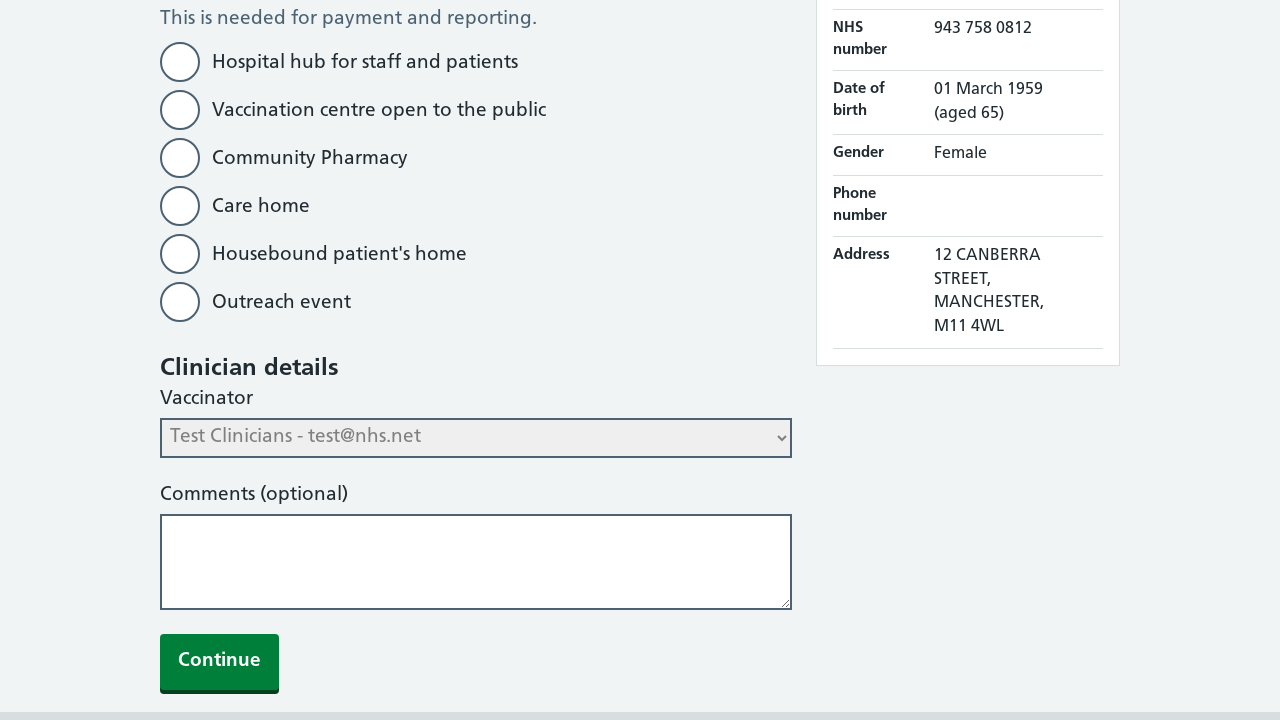 This is needed for payment and reporting.
Hospital hub for staff and patients
Vaccination centre open to the public
Community Pharmacy
Care home
Housebound patient's home
Outreach event
Clinician details
Vaccinator
Test Clinicians - test@nhs.net
Comments (optional)
Continue
NHS number
943 758 0812
Date of birth
01 March 1959
(aged 65)
Gender
Female
Phone number
Address
12 CANBERRA
STREET,
MANCHESTER,
M11 4WL